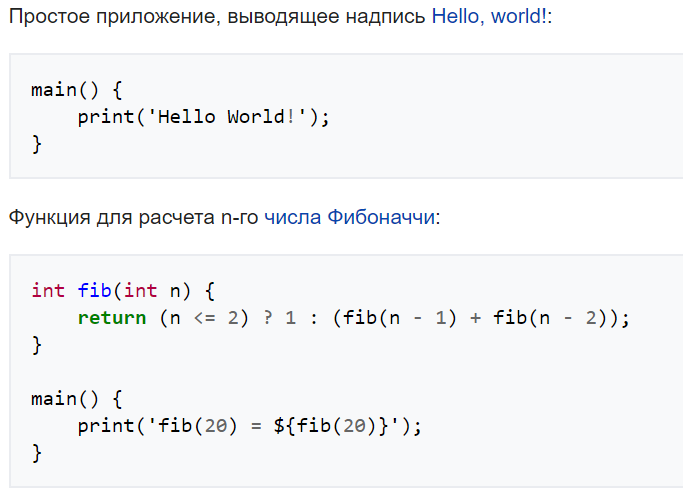 Простое приложение, выводящее надпись Hello, world!:
main() {
    print('Hello World!');
}
Функция для расчета n-го числа Фибоначчи:
int fib(int n) {
    return (n <= 2) ? 1 : (fib(n - 1) + fib(n - 2));
}
main() {
    print('fib(20) = ${fib(20)}');
}